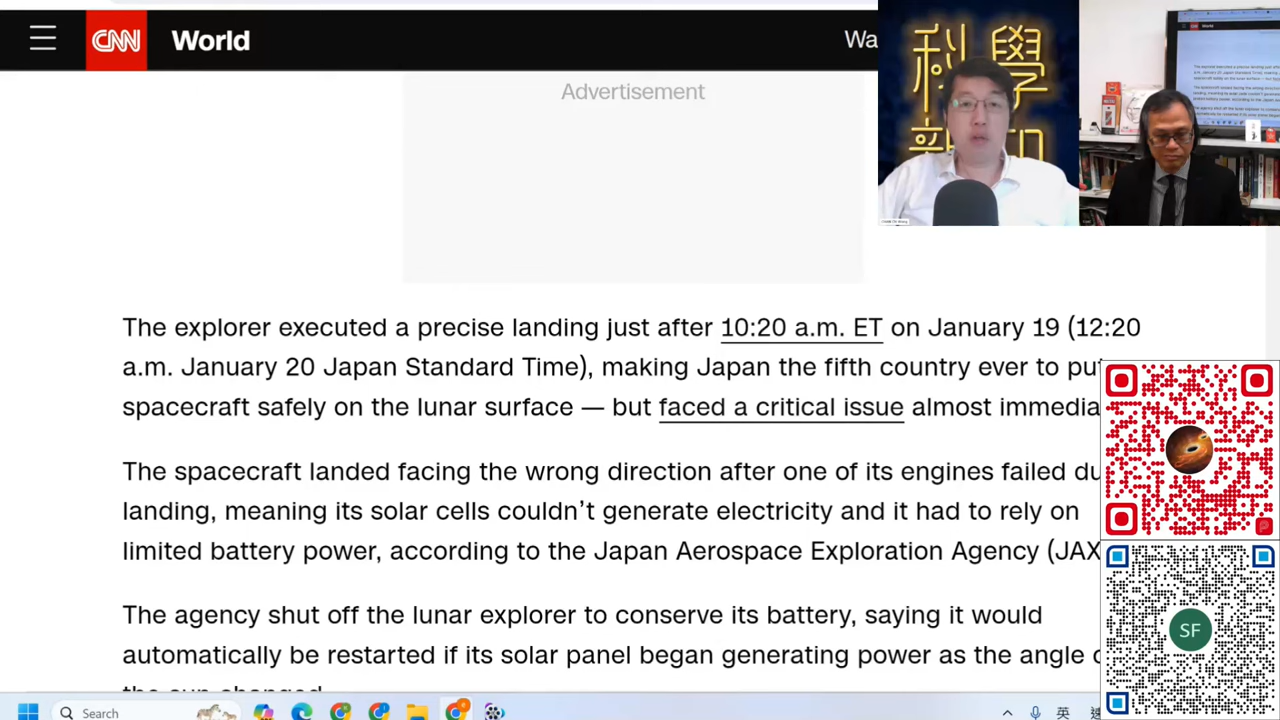 CNN World Wa
Advertisement
科學
新知
The explorer executed a precise landing just after 10:20 a.m. ET on January 19 (12:20
a.m. January 20 Japan Standard Time), making Japan the fifth country ever to put
spacecraft safely on the lunar surface — but faced a critical issue almost immedia
The spacecraft landed facing the wrong direction after one of its engines failed du
landing, meaning its solar cells couldn't generate electricity and it had to rely on
limited battery power, according to the Japan Aerospace Exploration Agency (JAX
The agency shut off the lunar explorer to conserve its battery, saying it would
automatically be restarted if its solar panel began generating power as the angle
the sun changed
SF
Search
英